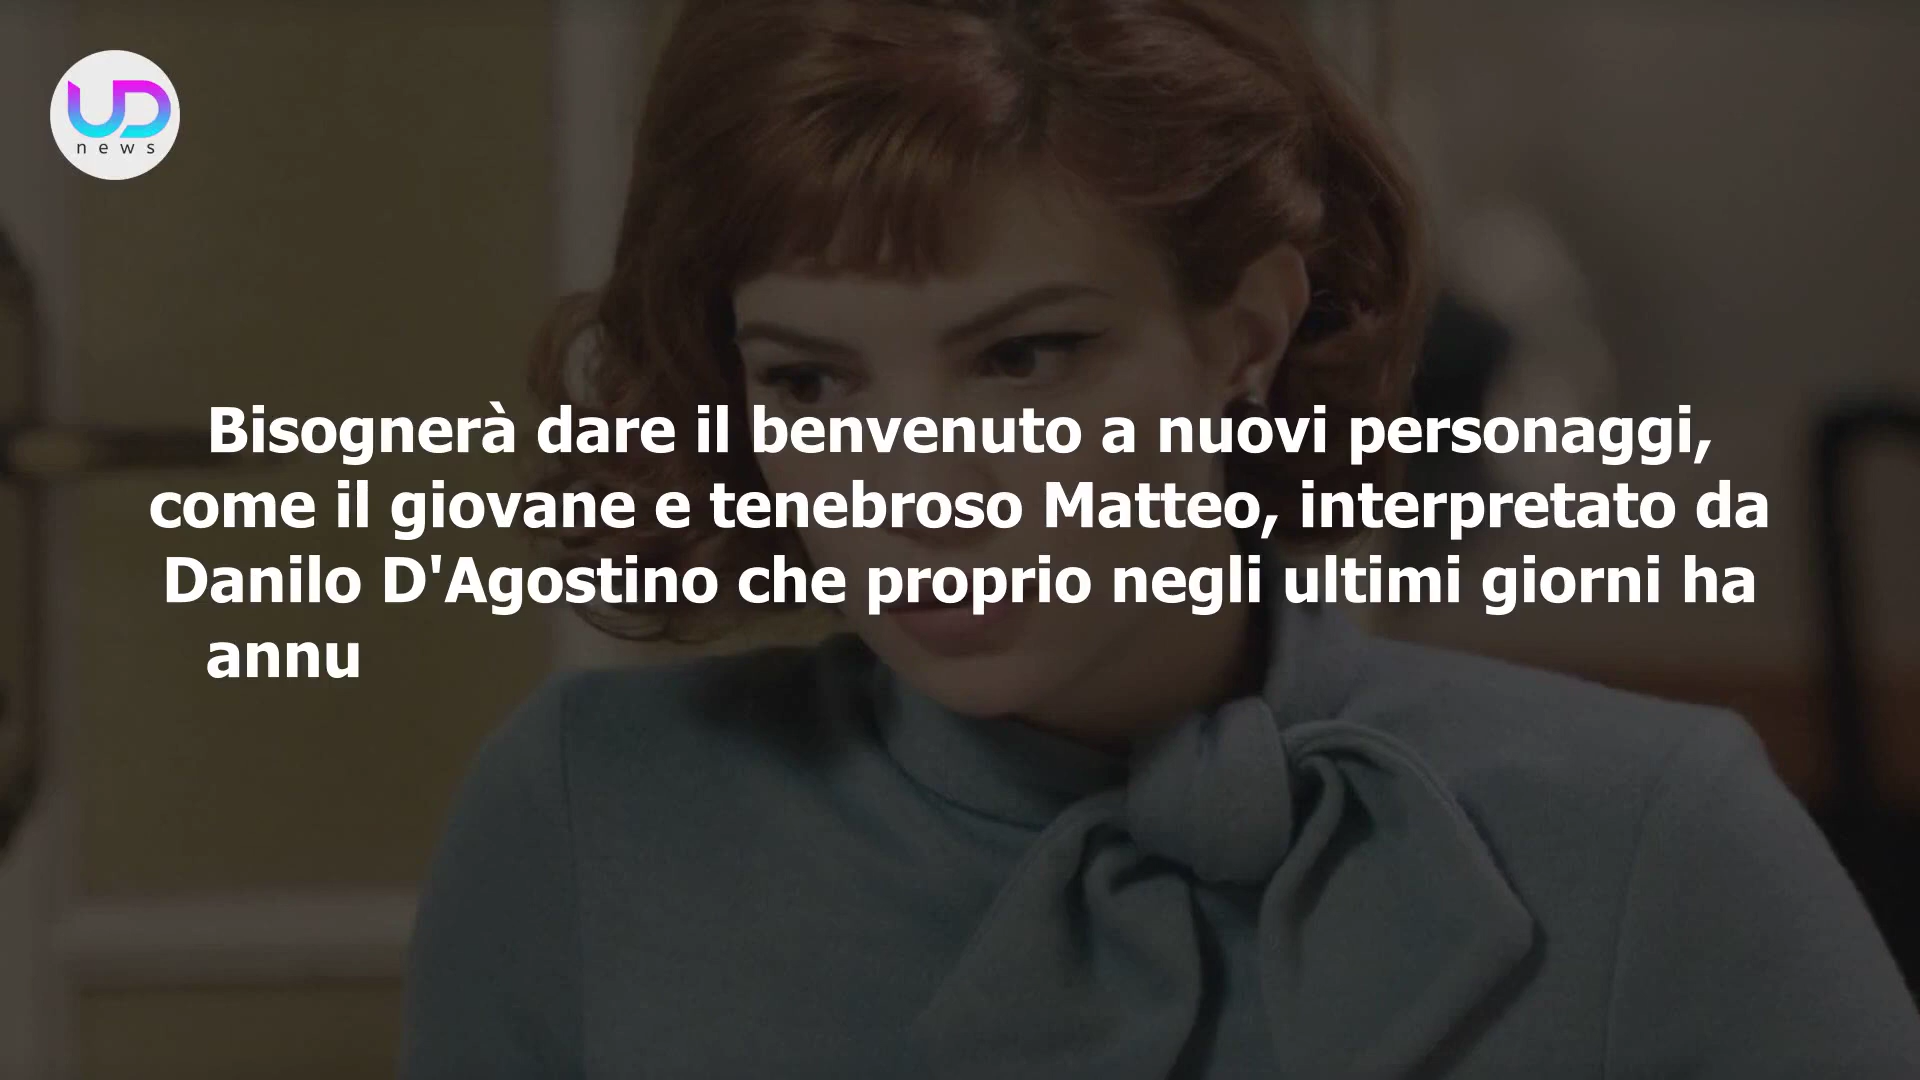 UD
news
Bisognerà dare il benvenuto a nuovi personaggi,
come il giovane e tenebroso Matteo, interpretato da
Danilo D'Agostino che proprio negli ultimi giorni ha
annu